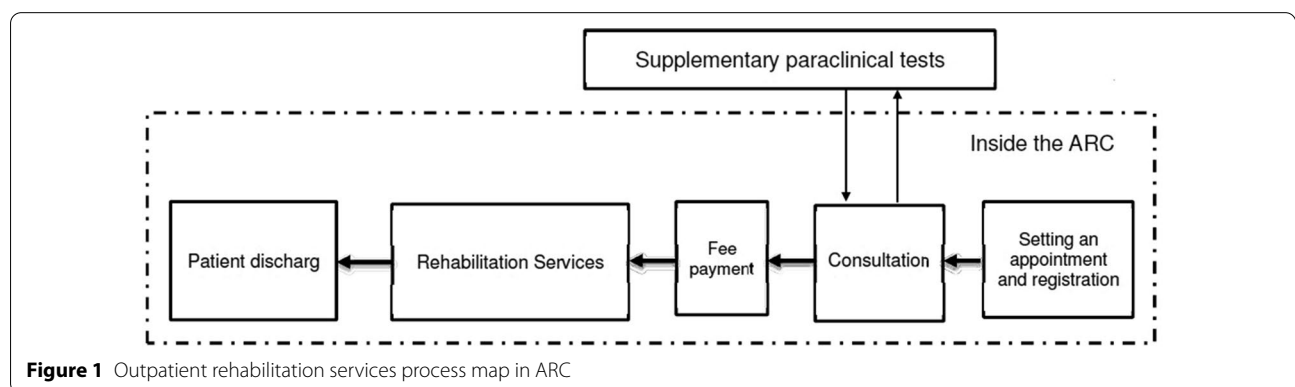 Supplementary paraclinical tests
Inside the ARC
Patient discharg
Rehabilitation Services
Fee
payment
Consultation
Setting an
appointment
and registration
Figure 1 Outpatient rehabilitation services process map in ARC